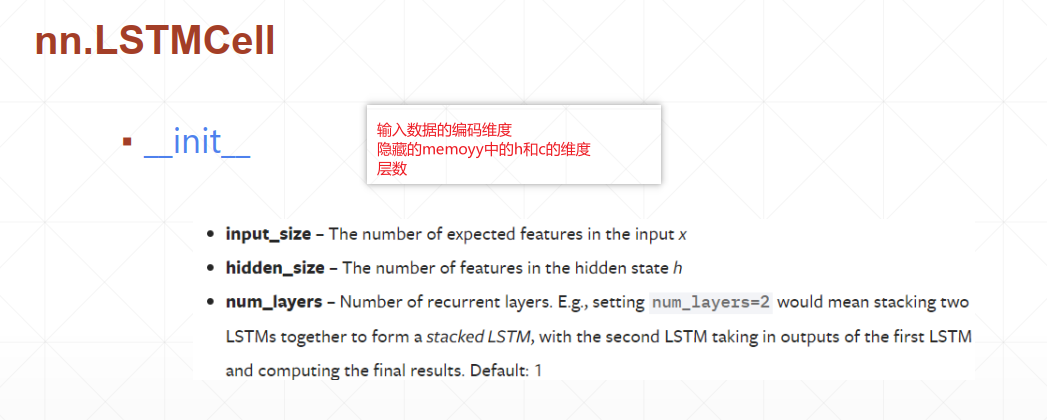 nn.LSTMCell
▪ __init__
输入数据的编码维度
隐藏的memoyy中的h和c的维度
层数
• input_size – The number of expected features in the input x
• hidden_size – The number of features in the hidden state h
• num_layers – Number of recurrent layers. E.g., setting num_layers=2 would mean stacking two
LSTMs together to form a stacked LSTM, with the second LSTM taking in outputs of the first LSTM
and computing the final results. Default: 1